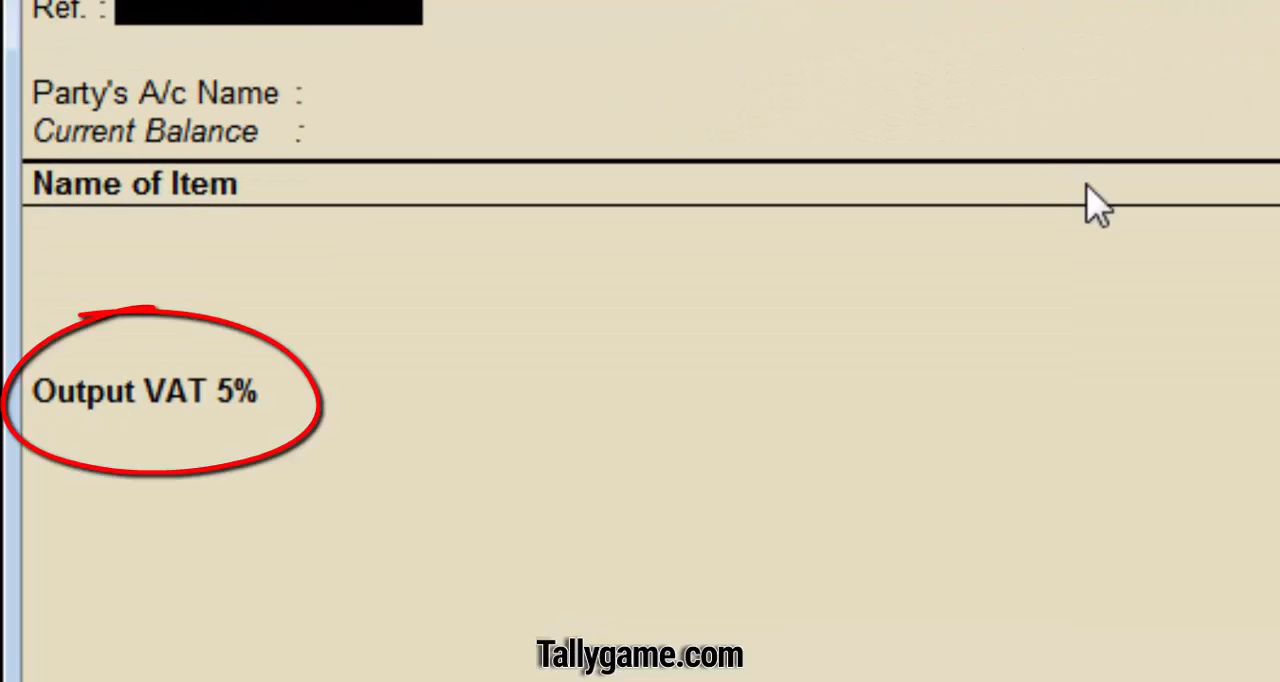 Ref. :
Party's A/c Name :
Current Balance :
Name of Item
Output VAT 5%
Tallygame.com